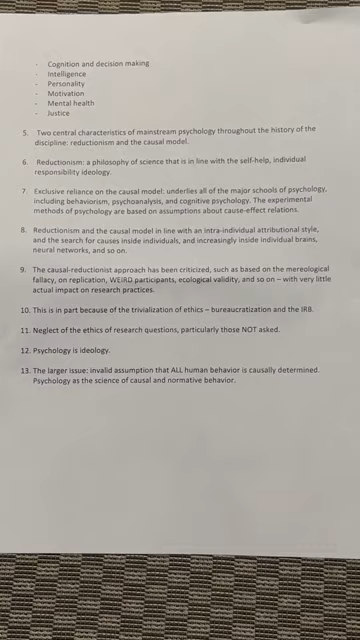 - Cognition and decision making
- Intelligence
- Personality
- Motivation
- Mental health
- Justice
5. Two central characteristics of mainstream psychology throughout the history of the
discipline: reductionism and the causal model.
6. Reductionism: a philosophy of science that is in line with the self-help, individual
responsibility ideology.
7. Exclusive reliance on the causal model: underlies all of the major schools of psychology,
including behaviorism, psychoanalysis, and cognitive psychology. The experimental
methods of psychology are based on assumptions about cause-effect relations.
8. Reductionism and the causal model in line with an intra-individual attributional style,
and the search for causes inside individuals, and increasingly inside individual brains,
neural networks, and so on.
9. The causal-reductionist approach has been criticized, such as based on the mereological
fallacy, on replication, WEIRD participants, ecological validity, and so on – with very little
actual impact on research practices.
10. This is in part because of the trivialization of ethics – bureaucratization and the IRB.
11. Neglect of the ethics of research questions, particularly those NOT asked.
12. Psychology is ideology.
13. The larger issue: invalid assumption that ALL human behavior is causally determined.
Psychology as the science of causal and normative behavior.